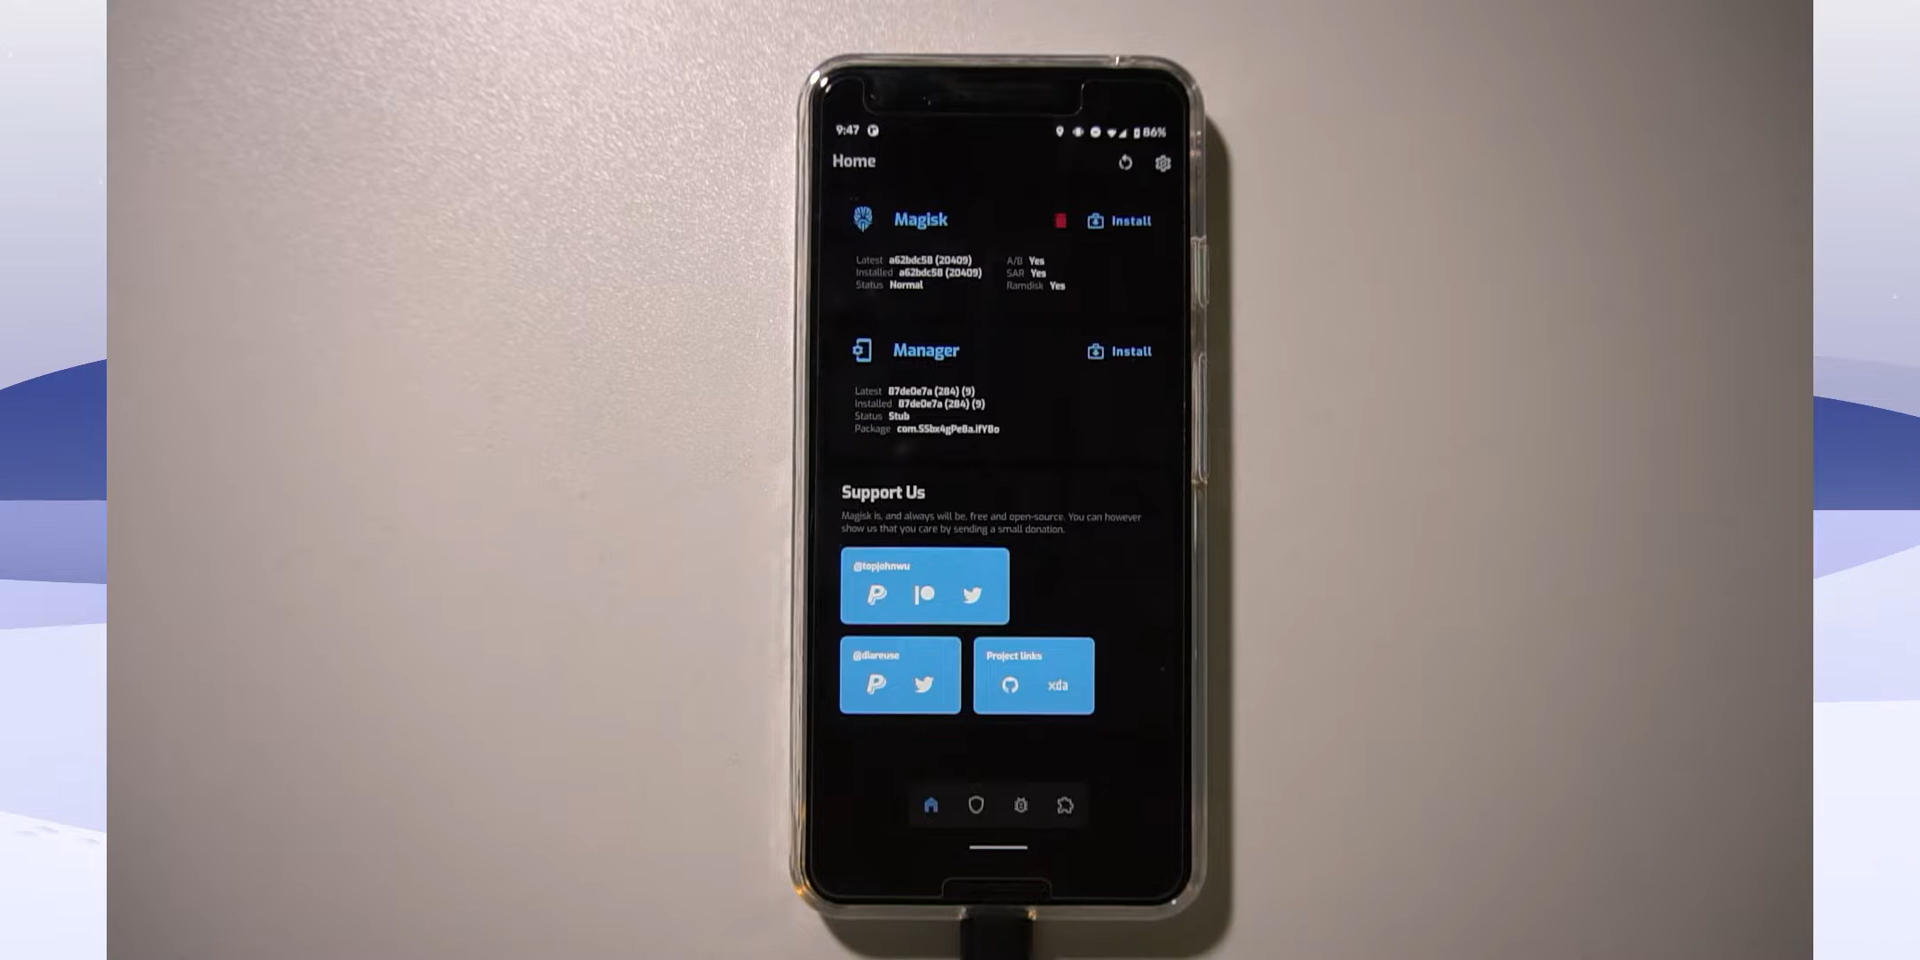 9:47 86%
Home
Magisk Install
Latest a62bdc58 (20409) A/B Yes
Installed a62bdc58 (20409) SAR Yes
Status Normal Ramdisk Yes
Manager Install
Latest 87de0e7a (284) (9)
Installed 87de0e7a (284) (9)
Status Stub
Package
Support Us
Magisk is, and always will be, free and open-source. You can however
show us that you care by sending a small donation.
@topjohnwu
@diareuse Project links
xda